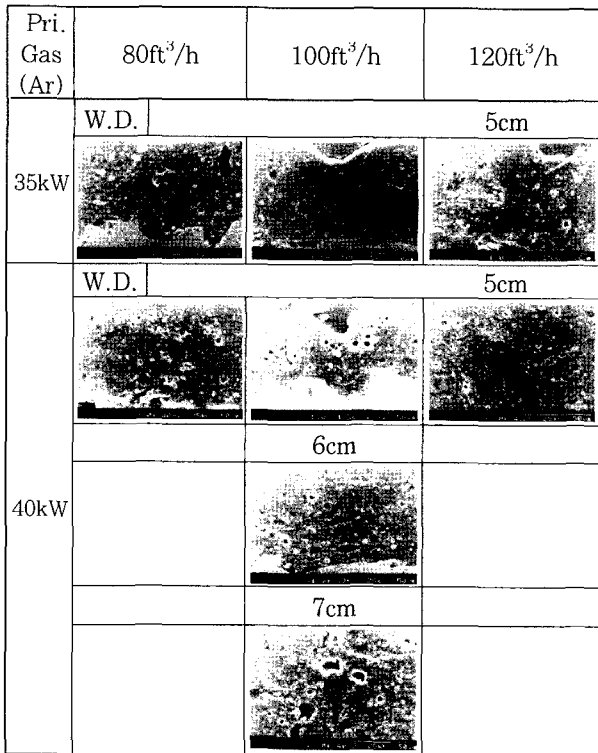 Pri.
Gas
(Ar)
80ft³/h
100ft³/h
120ft³/h
W.D.
5cm
35kW
W.D.
5cm
6cm
40kW
7cm